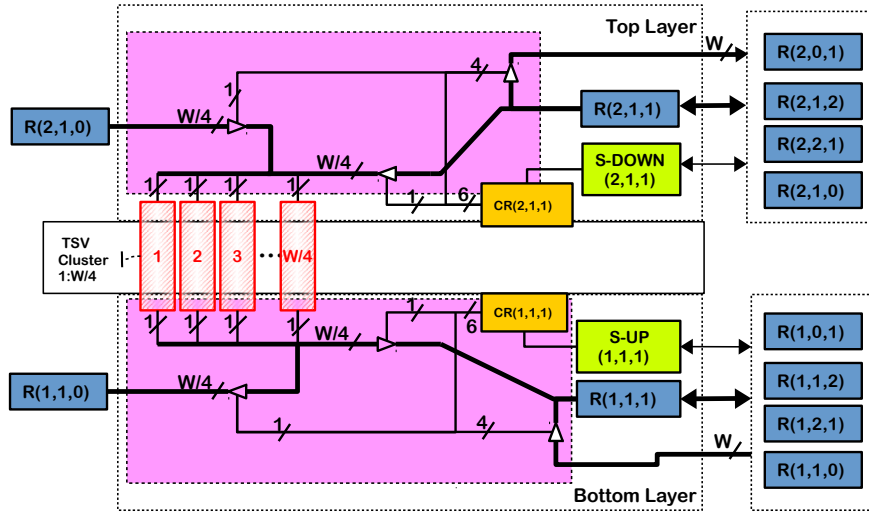 Top Layer
W
R(2,0,1)
4
1
W/4
R(2,1,0)
R(2,1,1)
R(2,1,2)
W/4
S-DOWN
(2,1,1)
R(2,2,1)
1
1
1
1
1
6
CR(2,1,1)
R(2,1,0)
TSV
Cluster
1:W/4
1
2
3
W/4
1
1
1
1
1
6
CR(1,1,1)
W/4
S-UP
(1,1,1)
R(1,0,1)
R(1,1,0)
W/4
R(1,1,1)
R(1,1,2)
1
4
R(1,2,1)
W
R(1,1,0)
Bottom Layer